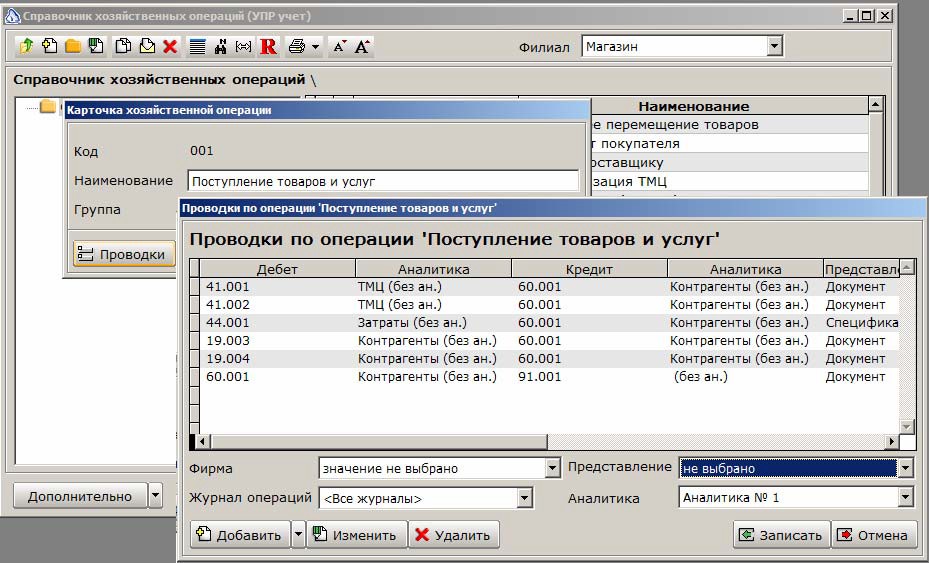 Справочник хозяйственных операций (УПР учет)
Филиал Магазин
Справочник хозяйственных операций \
Наименование
е перемещение товаров
т покупателя
оставщику
изация ТМЦ
Карточка хозяйственной операции
Код 001
Наименование Поступление товаров и услуг
Группа
Проводки
Дополнительно
Проводки по операции 'Поступление товаров и услуг'
Проводки по операции 'Поступление товаров и услуг'
Дебет Аналитика Кредит Аналитика Представле
41.001 ТМЦ (без ан.) 60.001 Контрагенты (без ан.) Документ
41.002 ТМЦ (без ан.) 60.001 Контрагенты (без ан.) Документ
44.001 Затраты (без ан.) 60.001 Контрагенты (без ан.) Специфика
19.003 Контрагенты (без ан.) 60.001 Контрагенты (без ан.) Документ
19.004 Контрагенты (без ан.) 60.001 Контрагенты (без ан.) Документ
60.001 Контрагенты (без ан.) 91.001 (без ан.) Документ
Фирма значение не выбрано Представление не выбрано
Журнал операций <Все журналы> Аналитика Аналитика № 1
Добавить Изменить Удалить Записать Отмена